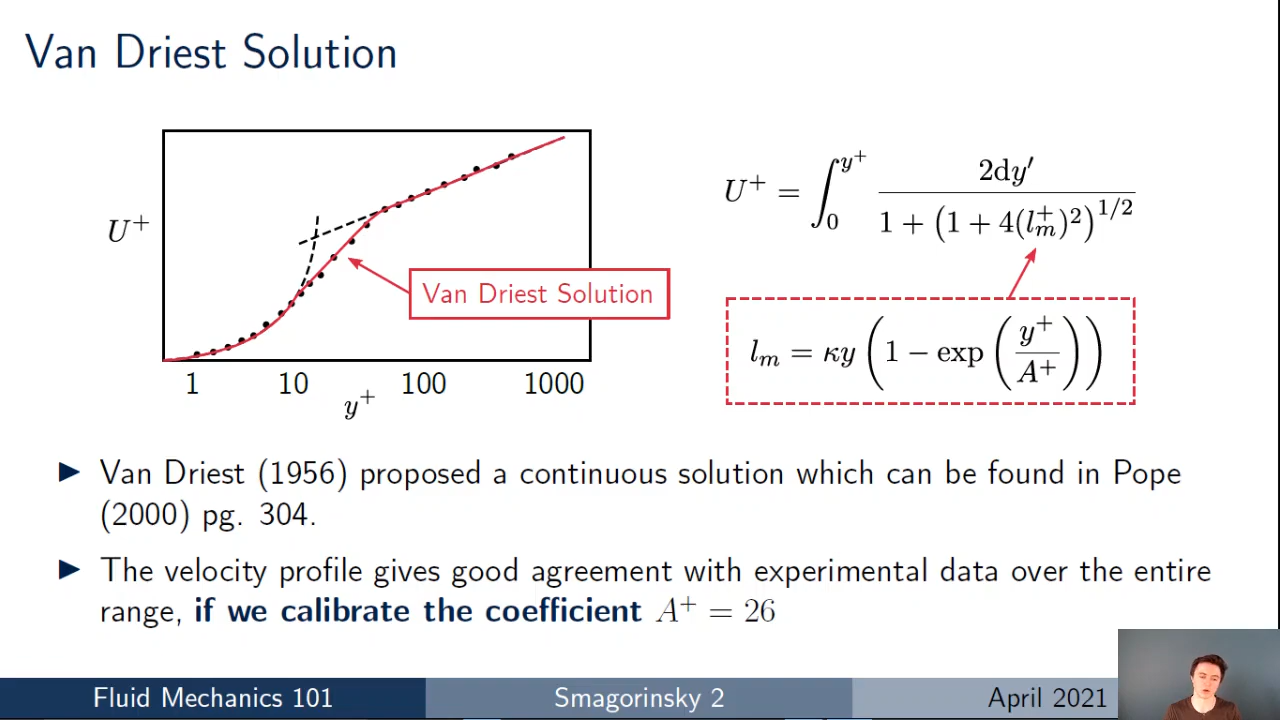 Van Driest Solution
U⁺
Van Driest Solution
1 10 100 1000
y⁺
U⁺ = ∫₀^{y⁺} 2dy′ / (1 + (1 + 4(l_m⁺)²)^{1/2})
l_m = κy (1 − exp (y⁺/A⁺))
▶ Van Driest (1956) proposed a continuous solution which can be found in Pope
(2000) pg. 304.
▶ The velocity profile gives good agreement with experimental data over the entire
range, if we calibrate the coefficient A⁺ = 26
Fluid Mechanics 101 Smagorinsky 2 April 2021